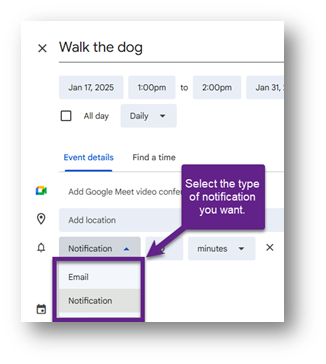 Walk the dog
Jan 17, 2025 1:00pm to 2:00pm Jan 31,
All day Daily
Event details Find a time
Add Google Meet video confe
Select the type
of notification
you want.
Add location
Notification minutes
Email
Notification